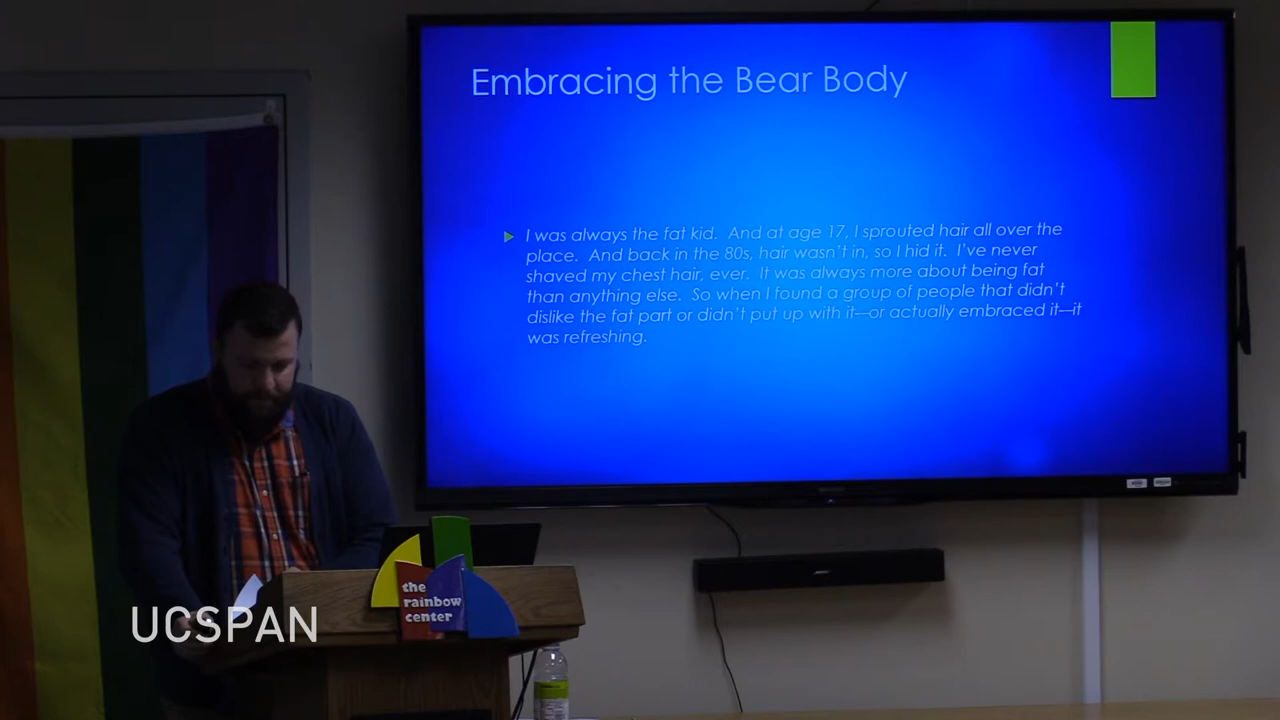 Embracing the Bear Body
I was always the fat kid.  And at age 17, I sprouted hair all over the
place.  And back in the 80s, hair wasn't in, so I hid it.  I've never
shaved my chest hair, ever.  It was always more about being fat
than anything else.  So when I found a group of people that didn't
dislike the fat part or didn't put up with it---or actually embraced it---it
was refreshing.
the
rainbow
center
UCSPAN